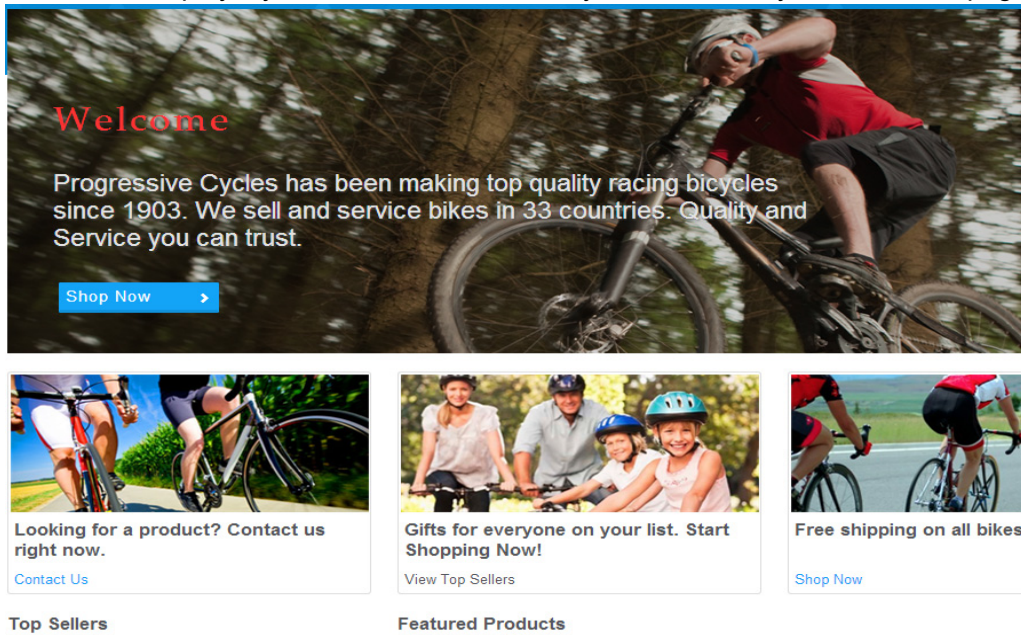 Welcome
Progressive Cycles has been making top quality racing bicycles
since 1903. We sell and service bikes in 33 countries. Quality and
Service you can trust.
Shop Now
Looking for a product? Contact us
right now.
Contact Us
Gifts for everyone on your list. Start
Shopping Now!
View Top Sellers
Free shipping on all bikes
Shop Now
Top Sellers
Featured Products